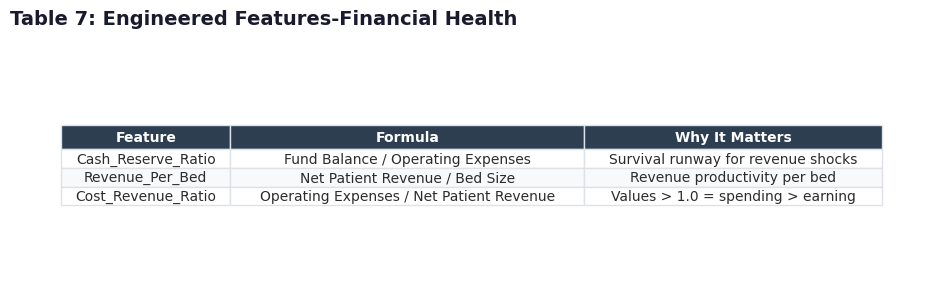 Table 7: Engineered Features-Financial Health
Feature Formula Why It Matters
Cash_Reserve_Ratio Fund Balance / Operating Expenses Survival runway for revenue shocks
Revenue_Per_Bed Net Patient Revenue / Bed Size Revenue productivity per bed
Cost_Revenue_Ratio Operating Expenses / Net Patient Revenue Values > 1.0 = spending > earning